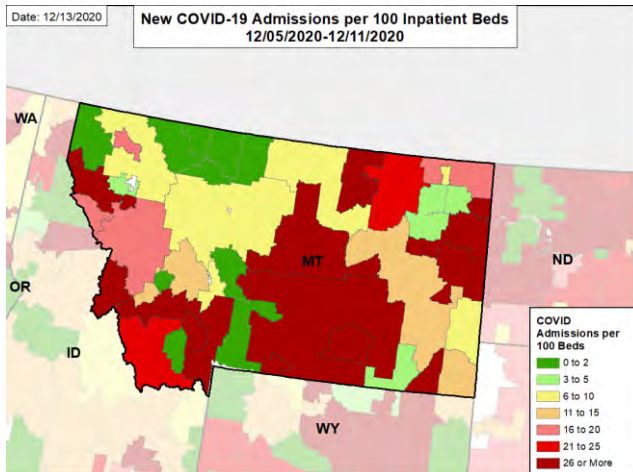 Date: 12/13/2020
New COVID-19 Admissions per 100 Inpatient Beds
12/05/2020-12/11/2020
WA
MT
ND
OR
ID
WY
COVID
Admissions per
100 Beds
0 to 2
3 to 5
6 to 10
11 to 15
16 to 20
21 to 25
26 or More